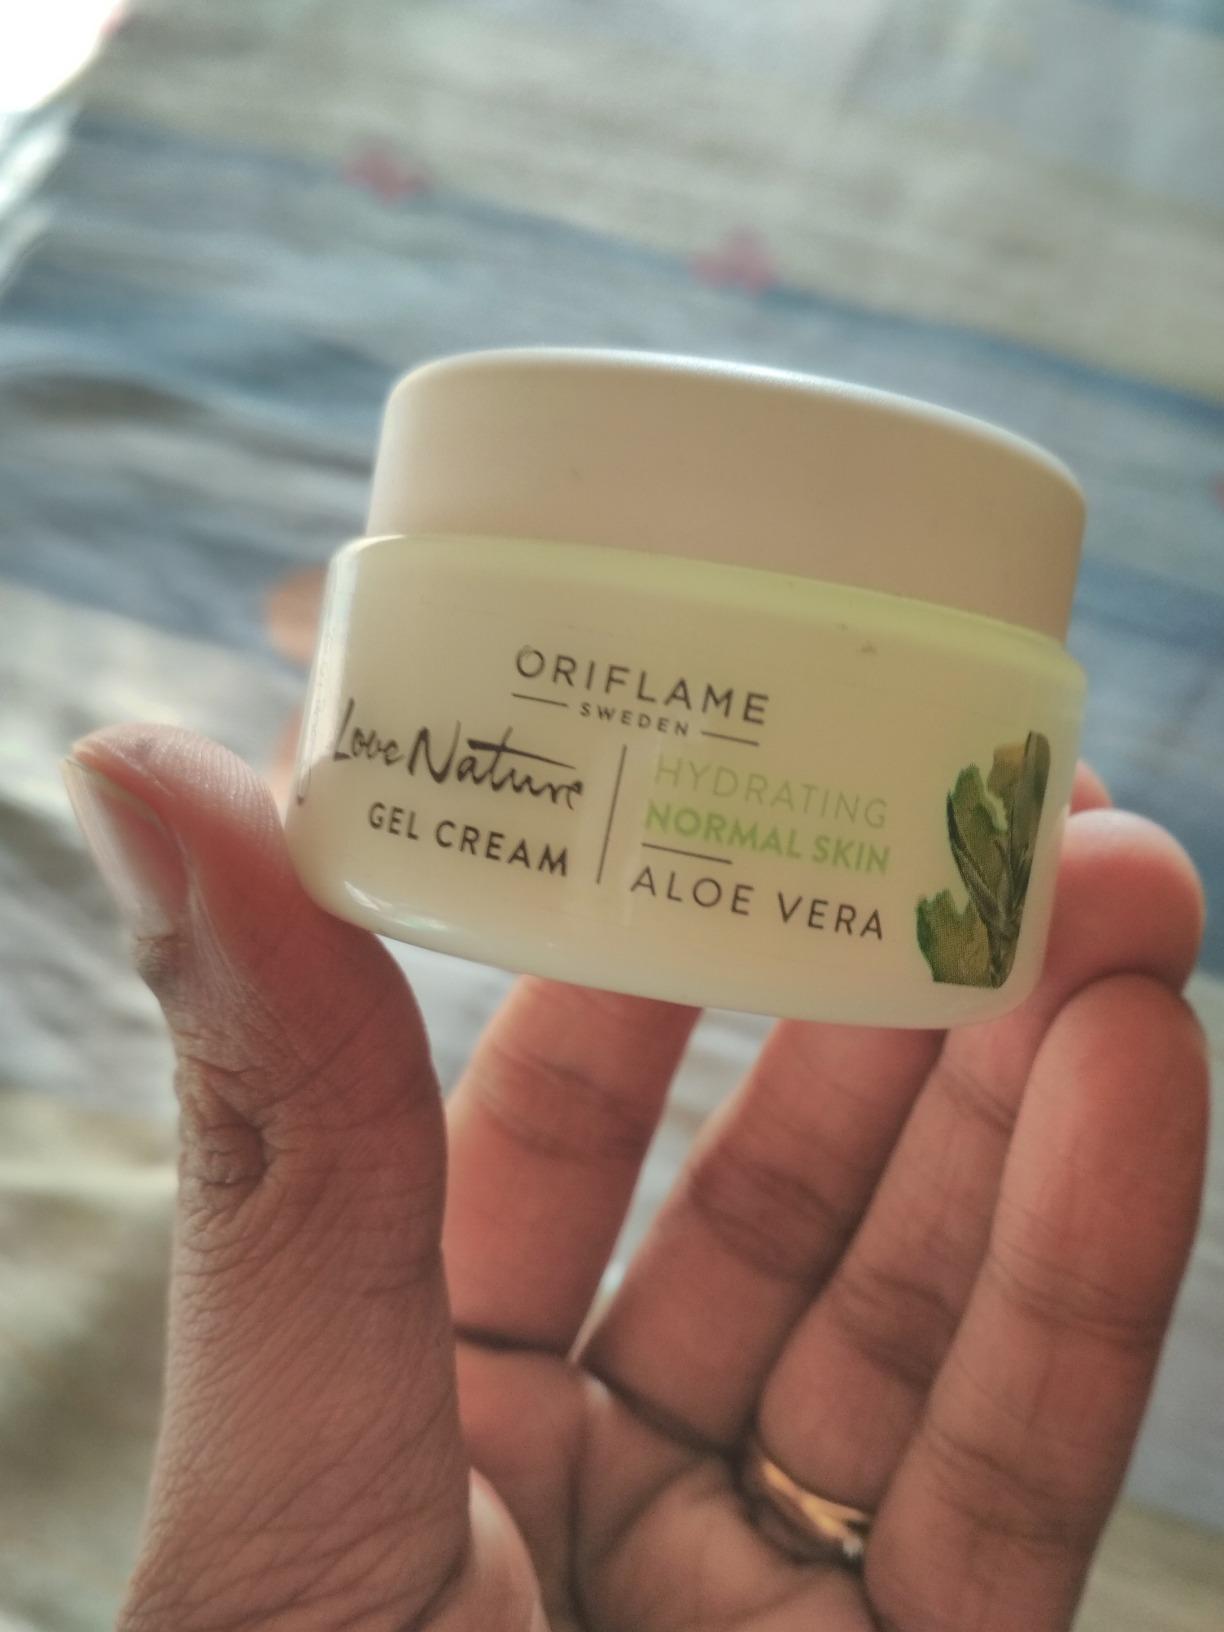 ORIFLAME
SWEDEN
Love Nature
GEL CREAM
HYDRATING
NORMAL SKIN
ALOE VERA